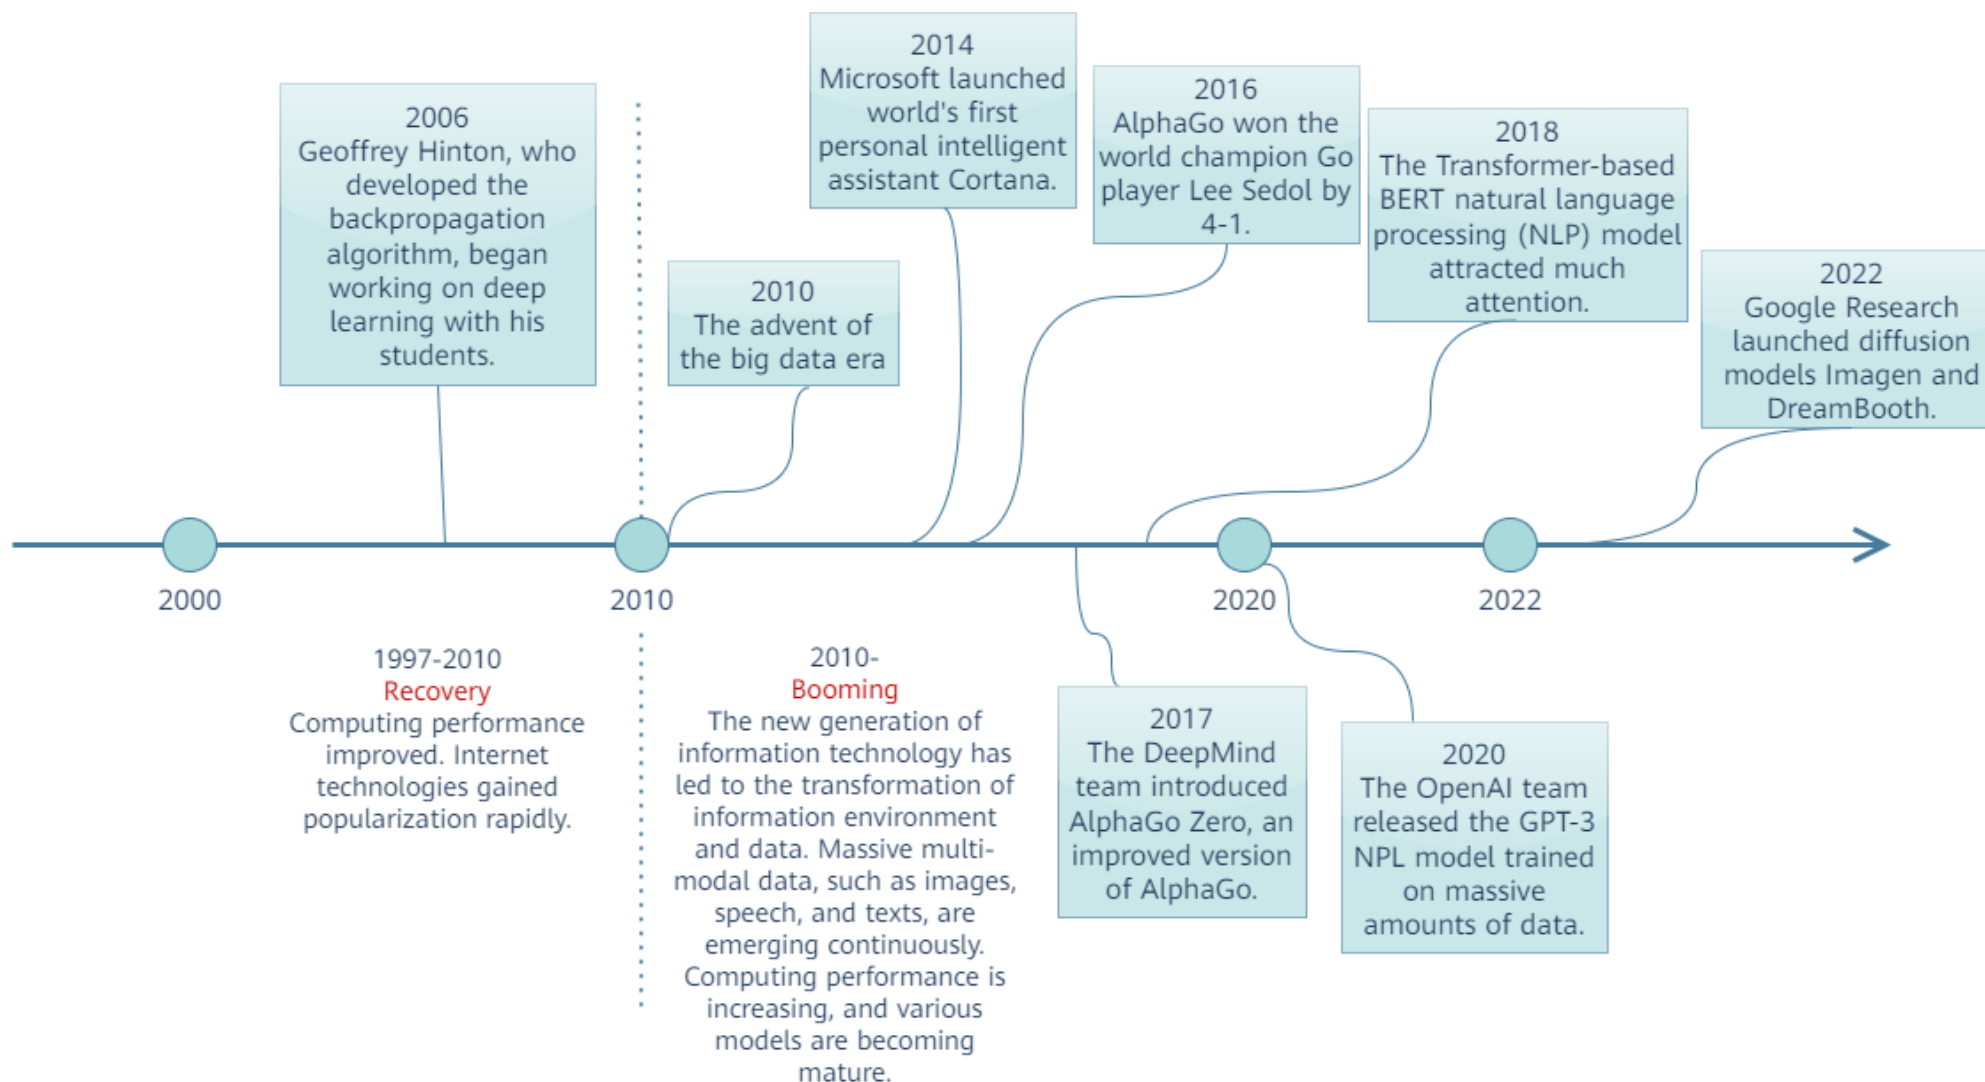 2006
Geoffrey Hinton, who
developed the
backpropagation
algorithm, began
working on deep
learning with his
students.
2010
The advent of
the big data era
2014
Microsoft launched
world's first
personal intelligent
assistant Cortana.
2016
AlphaGo won the
world champion Go
player Lee Sedol by
4-1.
2018
The Transformer-based
BERT natural language
processing (NLP) model
attracted much
attention.
2022
Google Research
launched diffusion
models Imagen and
DreamBooth.
2000
2010
2020
2022
1997-2010
Recovery
Computing performance
improved. Internet
technologies gained
popularization rapidly.
2010-
Booming
The new generation of
information technology has
led to the transformation of
information environment
and data. Massive multi-
modal data, such as images,
speech, and texts, are
emerging continuously.
Computing performance is
increasing, and various
models are becoming
mature.
2017
The DeepMind
team introduced
AlphaGo Zero, an
improved version
of AlphaGo.
2020
The OpenAI team
released the GPT-3
NPL model trained
on massive
amounts of data.